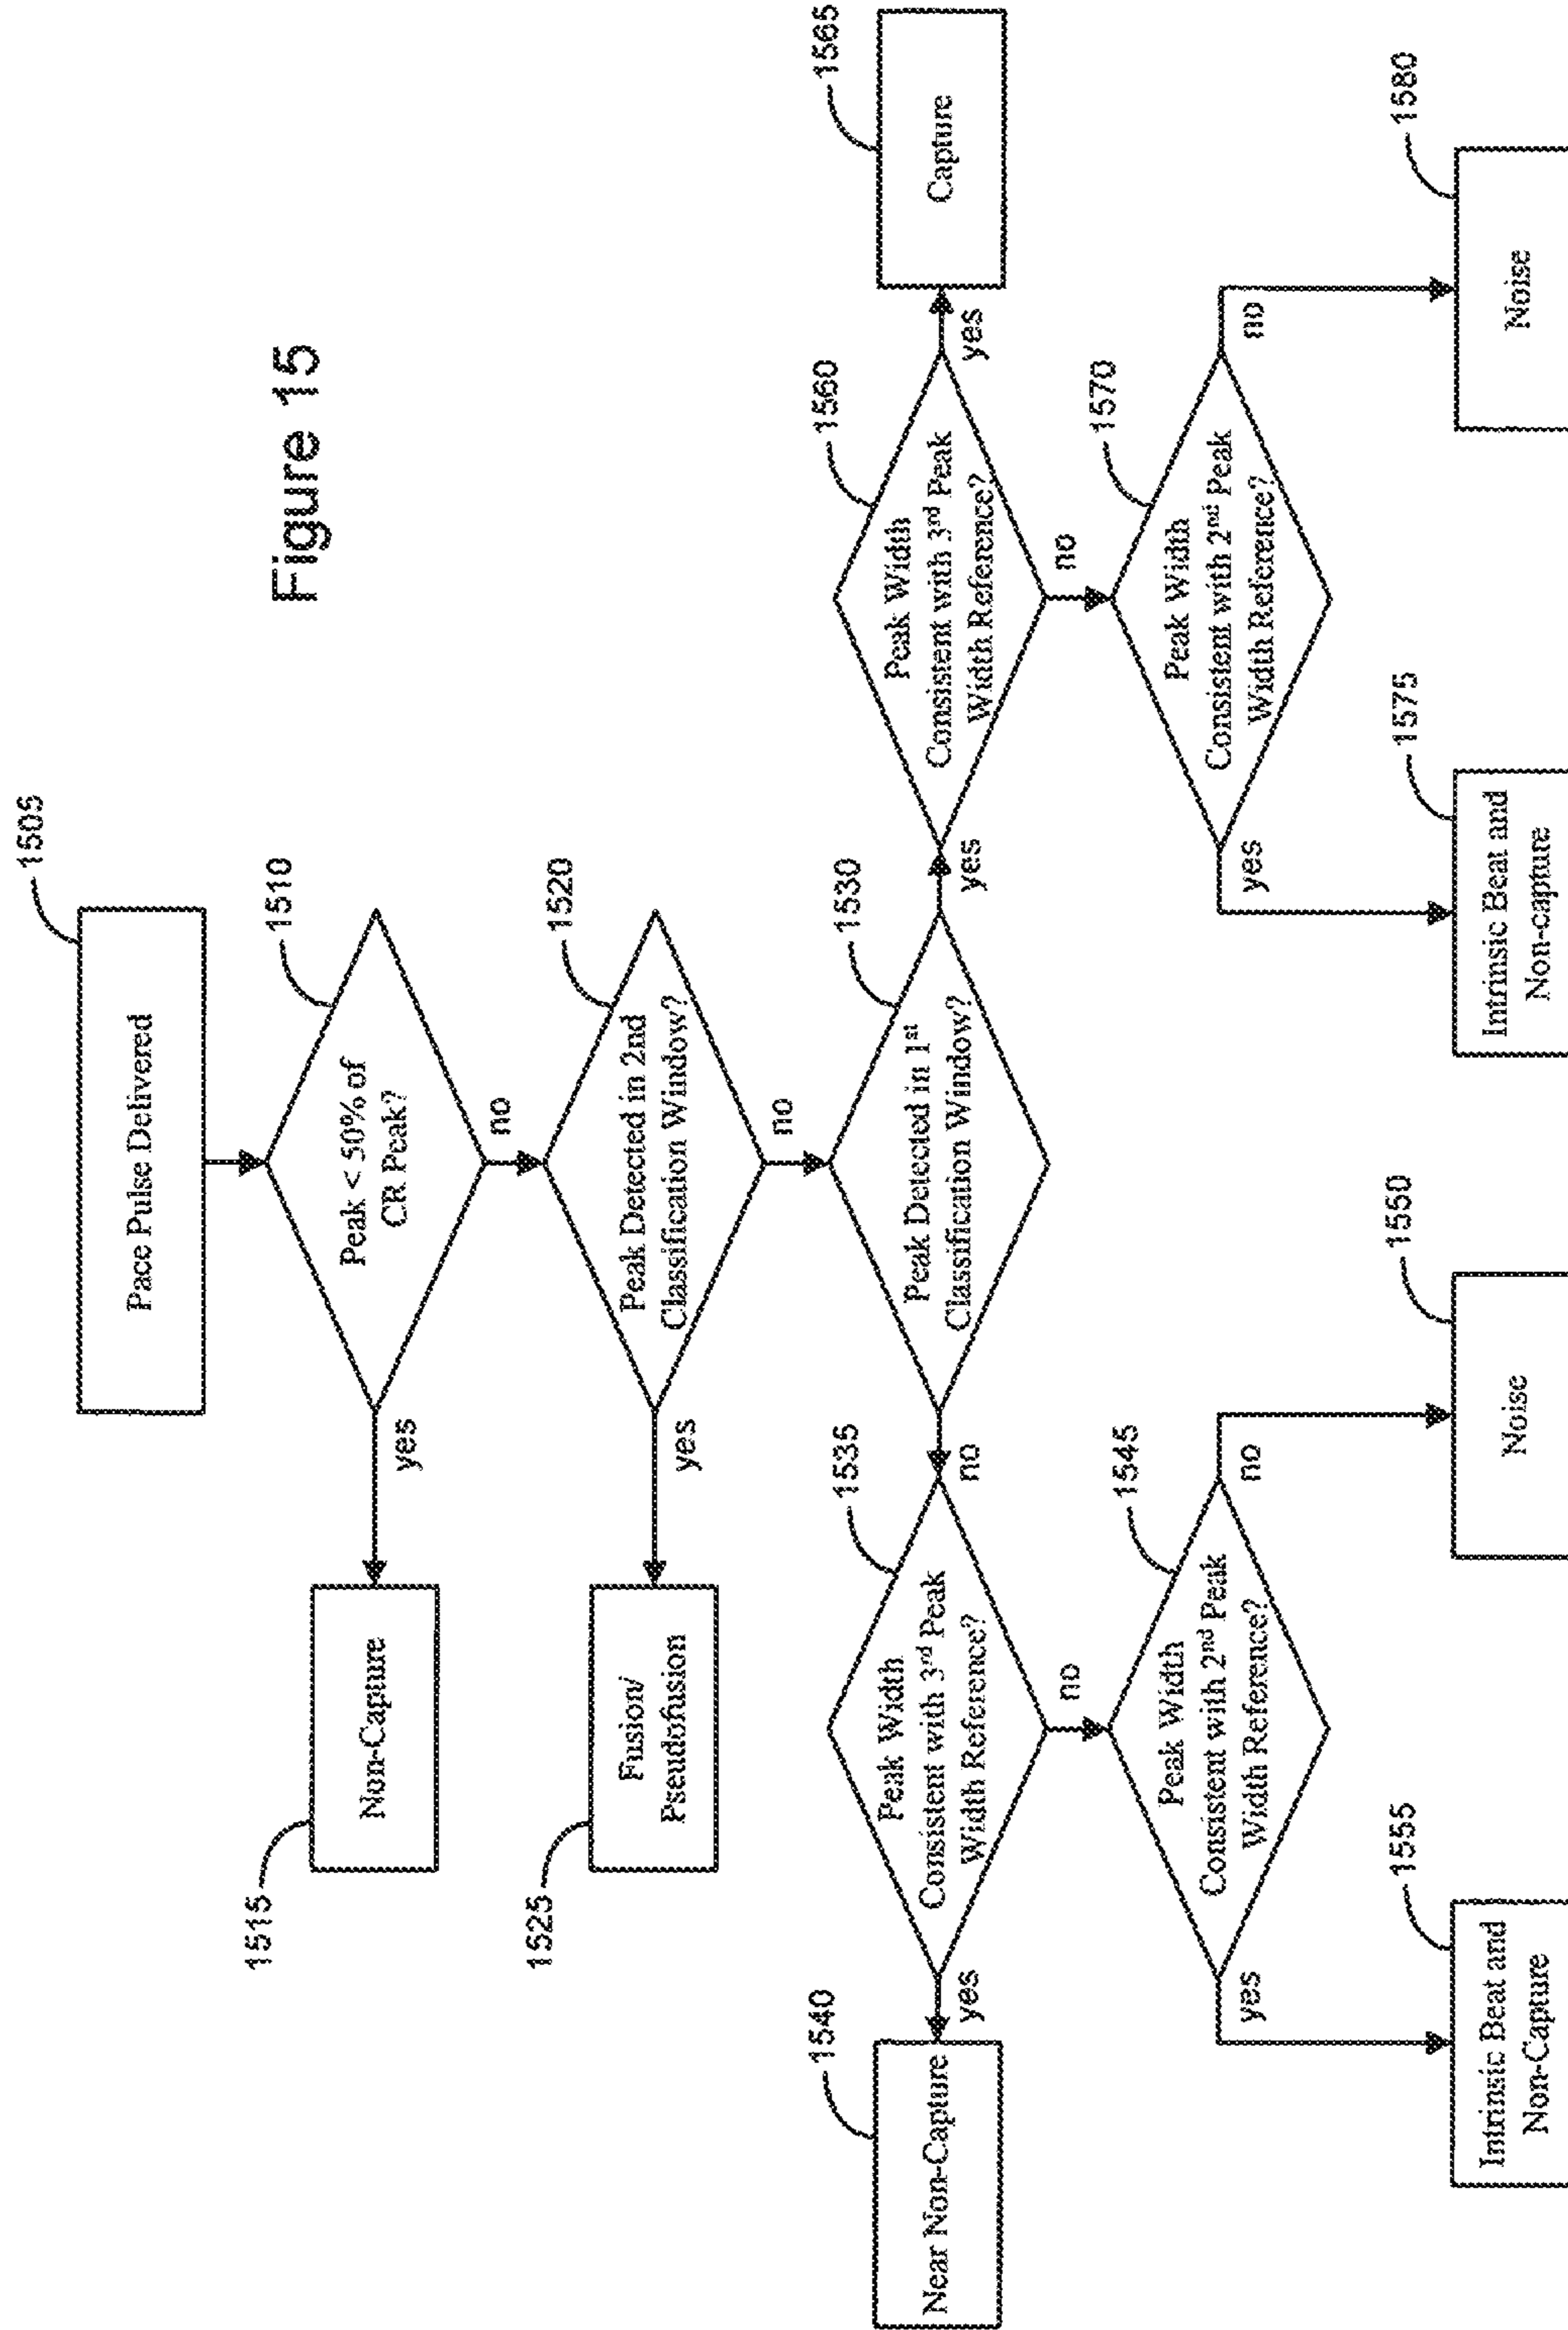 Figure 15
1505
Pace Pulse Delivered
1510
Peak < 50% of
CR Peak?
yes
no
1515
Non-Capture
1520
Peak Detected in 2nd
Classification Window?
yes
no
1525
Fusion/
Pseudofusion
1530
Peak Detected in 1st
Classification Window?
no
yes
1535
Peak Width
Consistent with 3rd Peak
Width Reference?
yes
no
1540
Near Non-Capture
1545
Peak Width
Consistent with 2nd Peak
Width Reference?
yes
no
1555
Intrinsic Beat and
Non-Capture
1550
Noise
1560
Peak Width
Consistent with 3rd Peak
Width Reference?
yes
no
1565
Capture
1570
Peak Width
Consistent with 2nd Peak
Width Reference?
yes
no
1575
Intrinsic Beat and
Non-capture
1580
Noise